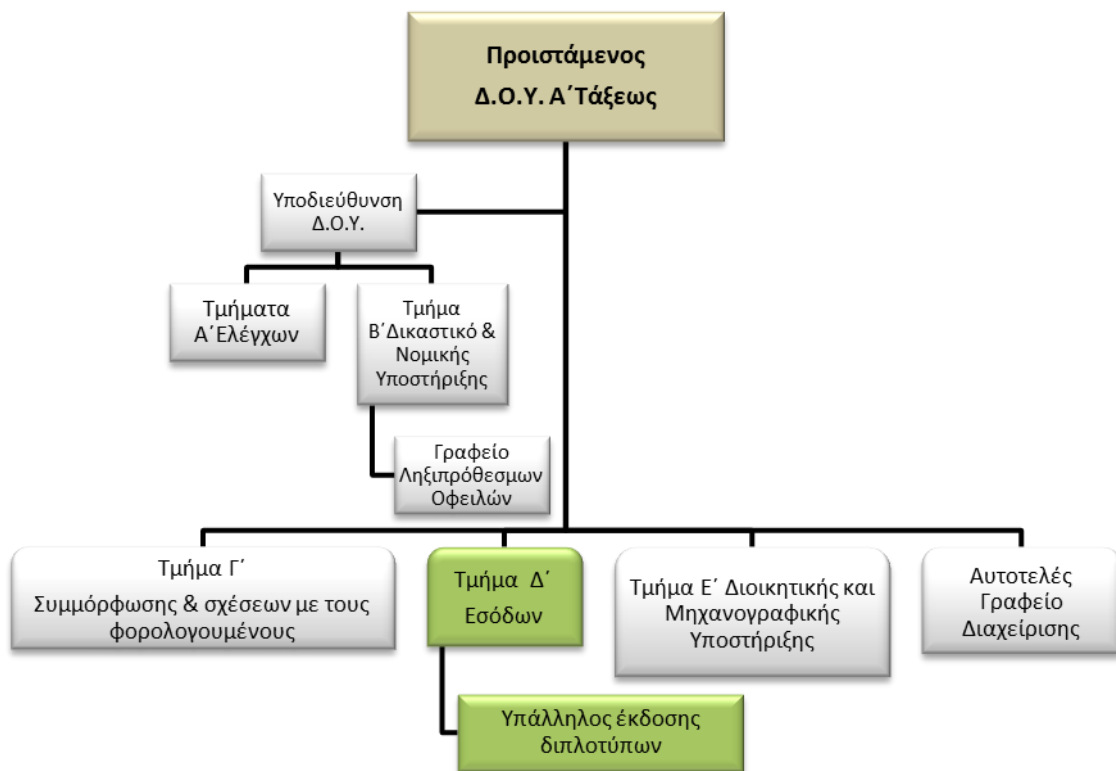 Προιστάμενος
Δ.Ο.Υ. Α΄Τάξεως
Υποδιεύθυνση
Δ.Ο.Υ.
Τμήματα
Α΄Ελέγχων
Τμήμα
Β΄Δικαστικό &
Νομικής
Υποστήριξης
Γραφείο
Ληξιπρόθεσμων
Οφειλών
Τμήμα Γ΄
Συμμόρφωσης & σχέσεων με τους
φορολογουμένους
Τμήμα Δ΄
Εσόδων
Τμήμα Ε΄ Διοικητικής και
Μηχανογραφικής
Υποστήριξης
Αυτοτελές
Γραφείο
Διαχείρισης
Υπάλληλος έκδοσης
διπλοτύπων